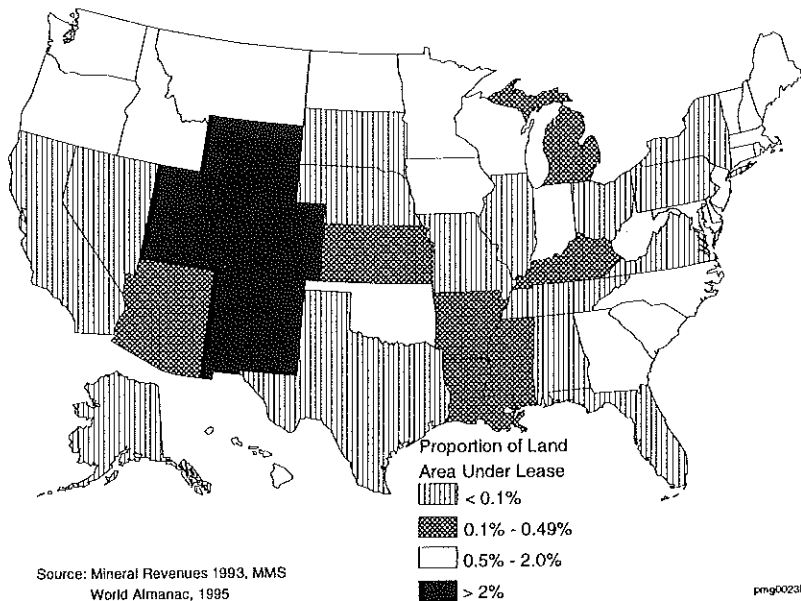 Proportion of Land
Area Under Lease
< 0.1%
0.1% - 0.49%
0.5% - 2.0%
> 2%
Source: Mineral Revenues 1993, MMS
World Almanac, 1995